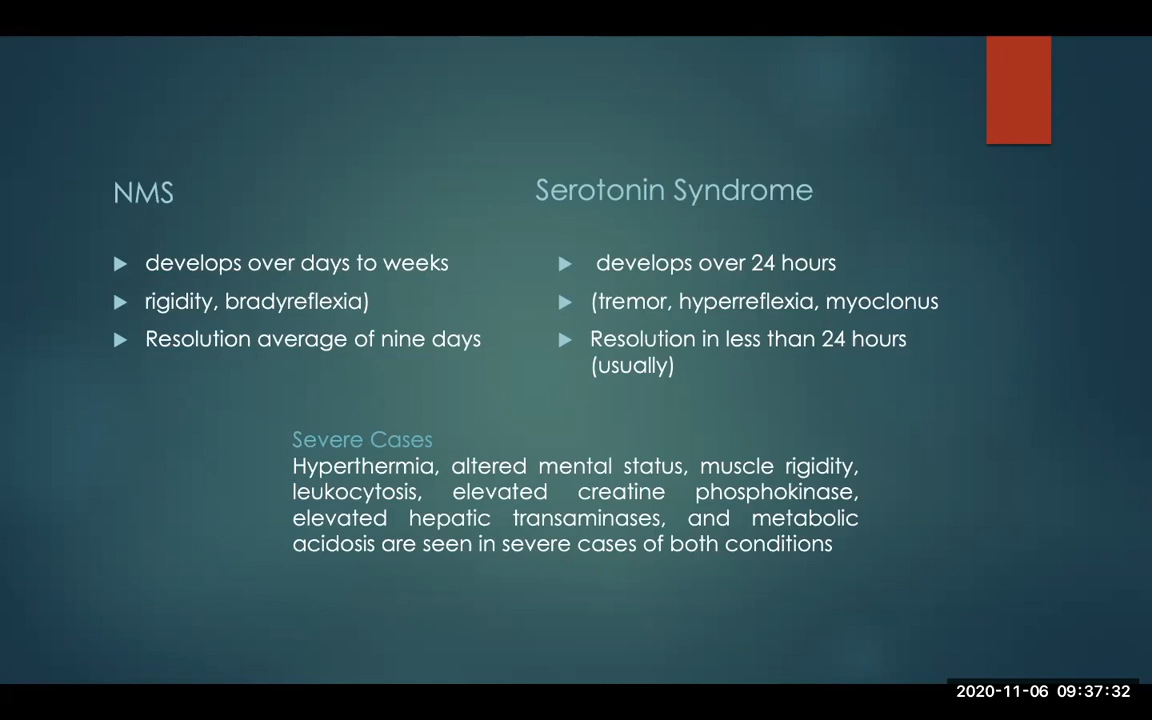 NMS
develops over days to weeks
rigidity, bradyreflexia)
Resolution average of nine days
Serotonin Syndrome
develops over 24 hours
(tremor, hyperreflexia, myoclonus
Resolution in less than 24 hours
(usually)
Severe Cases
Hyperthermia, altered mental status, muscle rigidity,
leukocytosis, elevated creatine phosphokinase,
elevated hepatic transaminases, and metabolic
acidosis are seen in severe cases of both conditions
2020-11-06 09:37:32